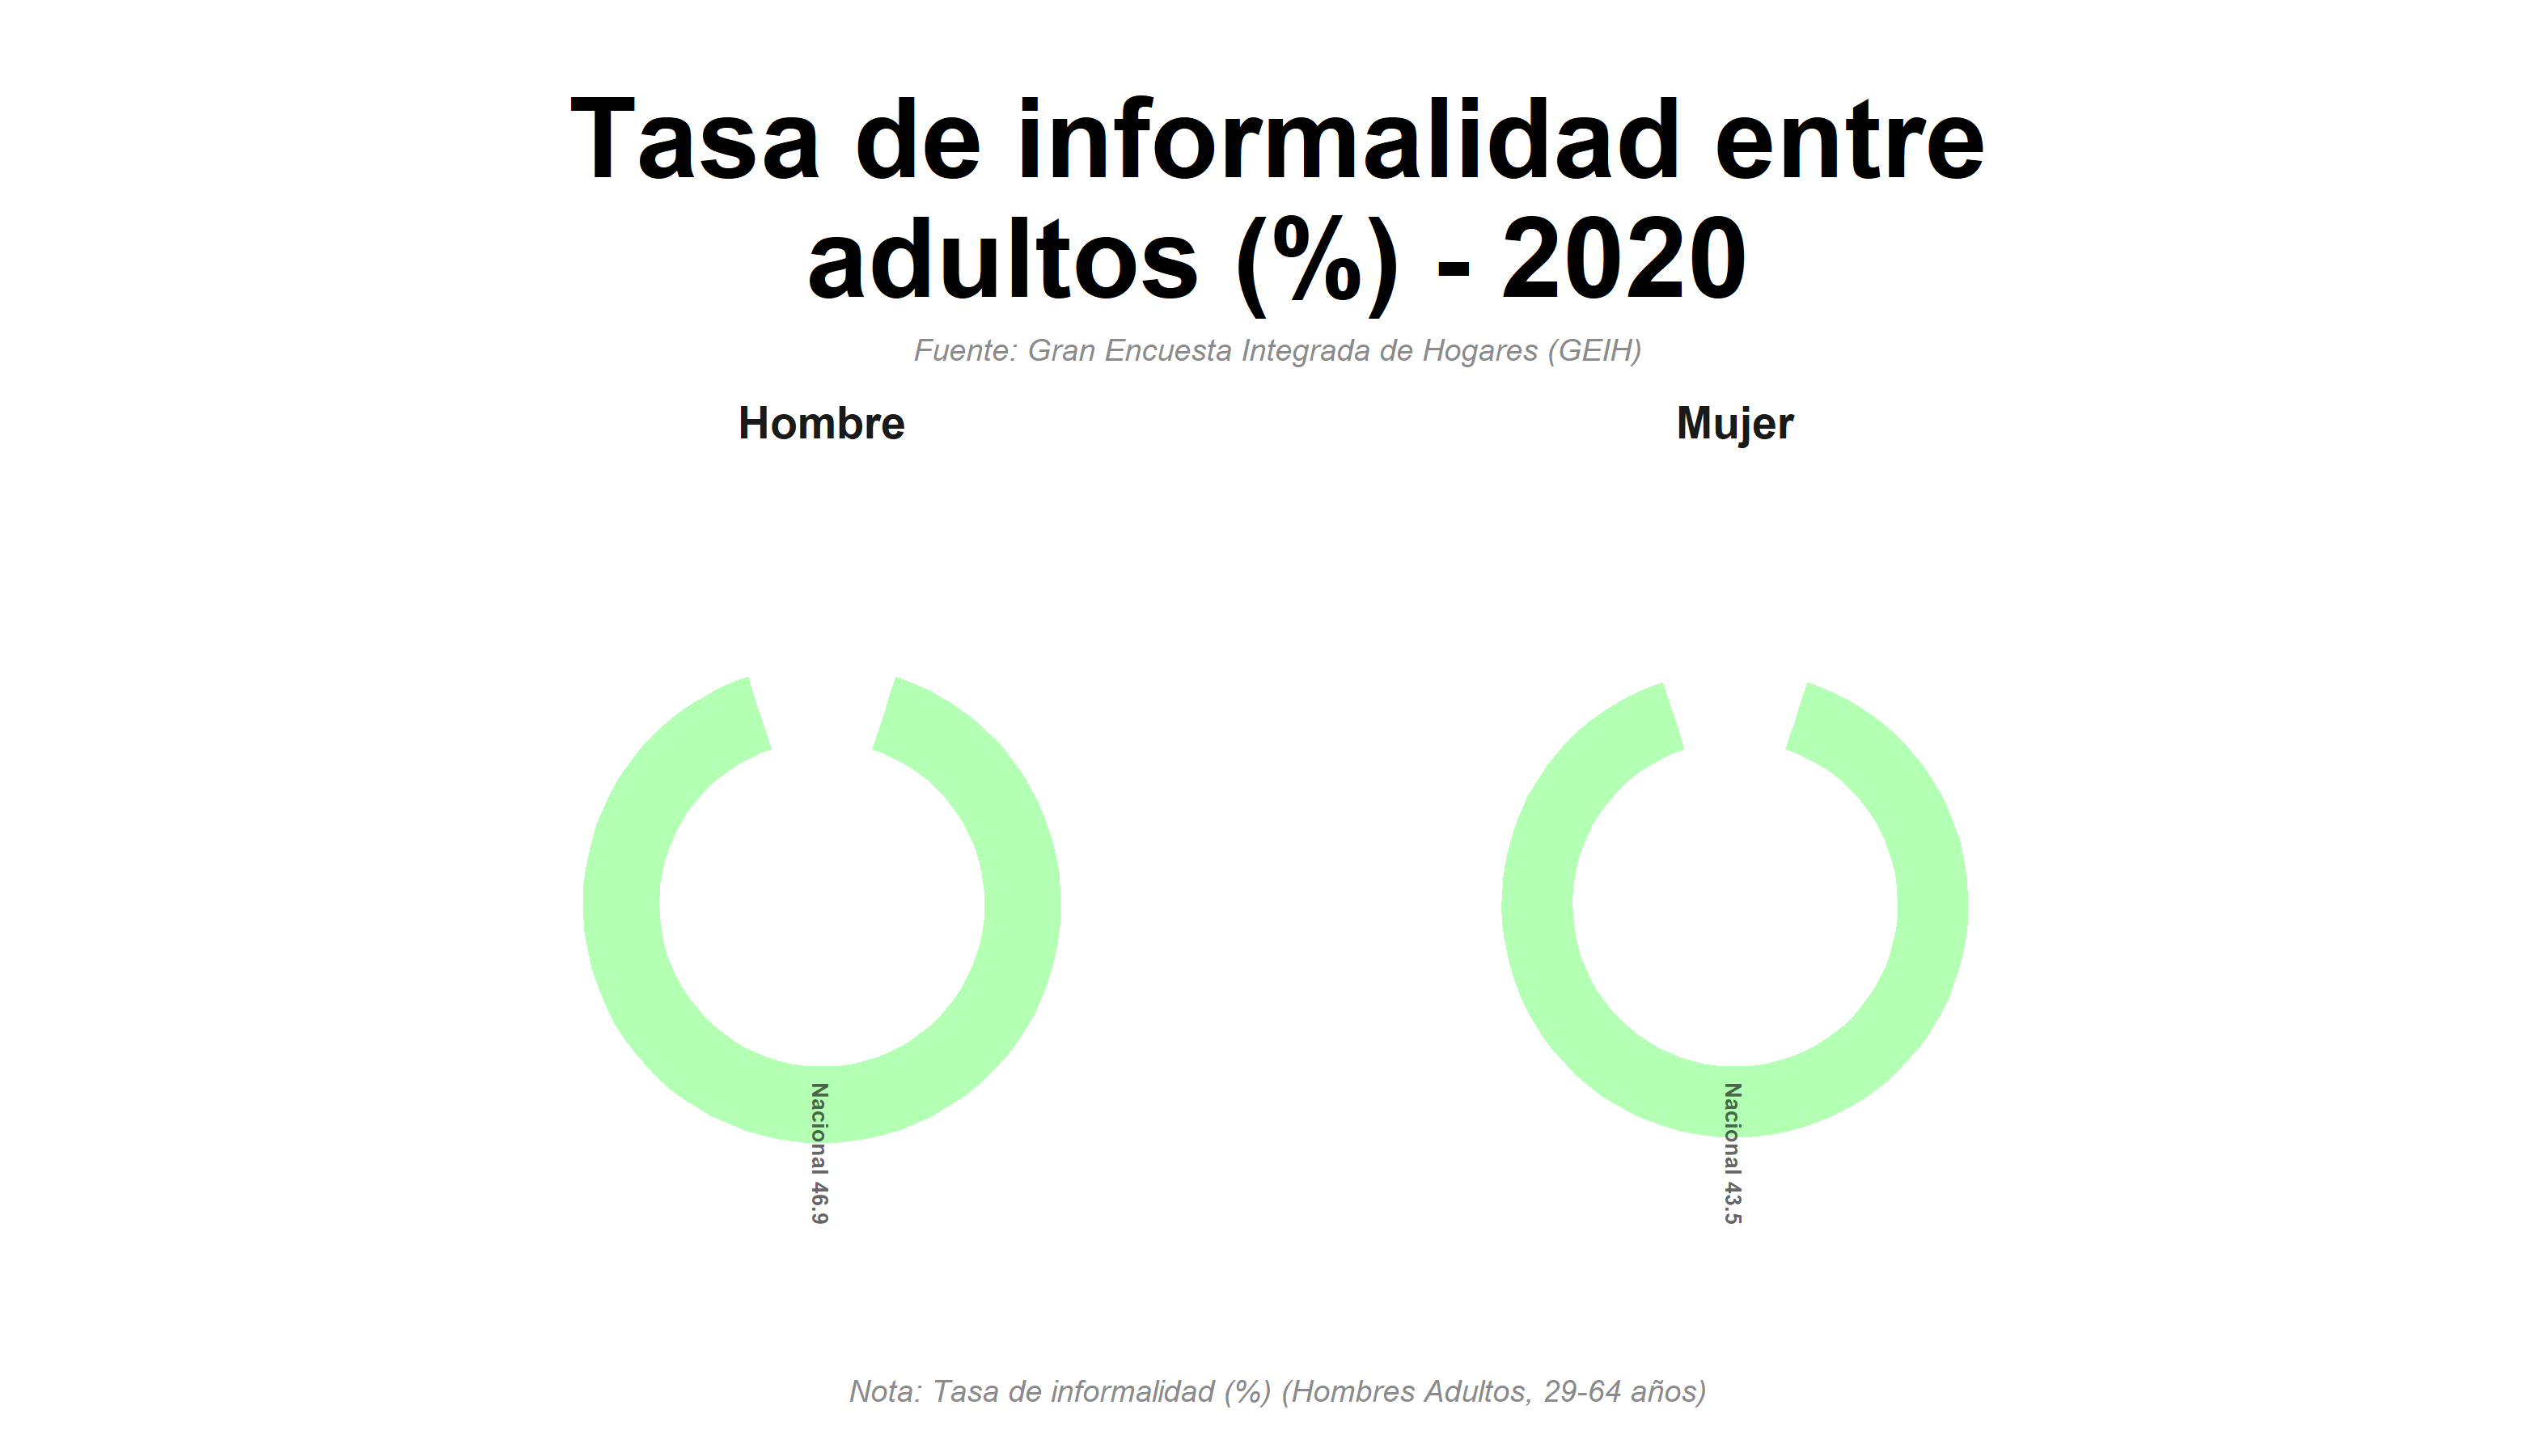 Tasa de informalidad entre
adultos (%) - 2020
Fuente: Gran Encuesta Integrada de Hogares (GEIH)
Hombre
Mujer
Nacional 46.9
Nacional 43.5
Nota: Tasa de informalidad (%) (Hombres Adultos, 29-64 años)